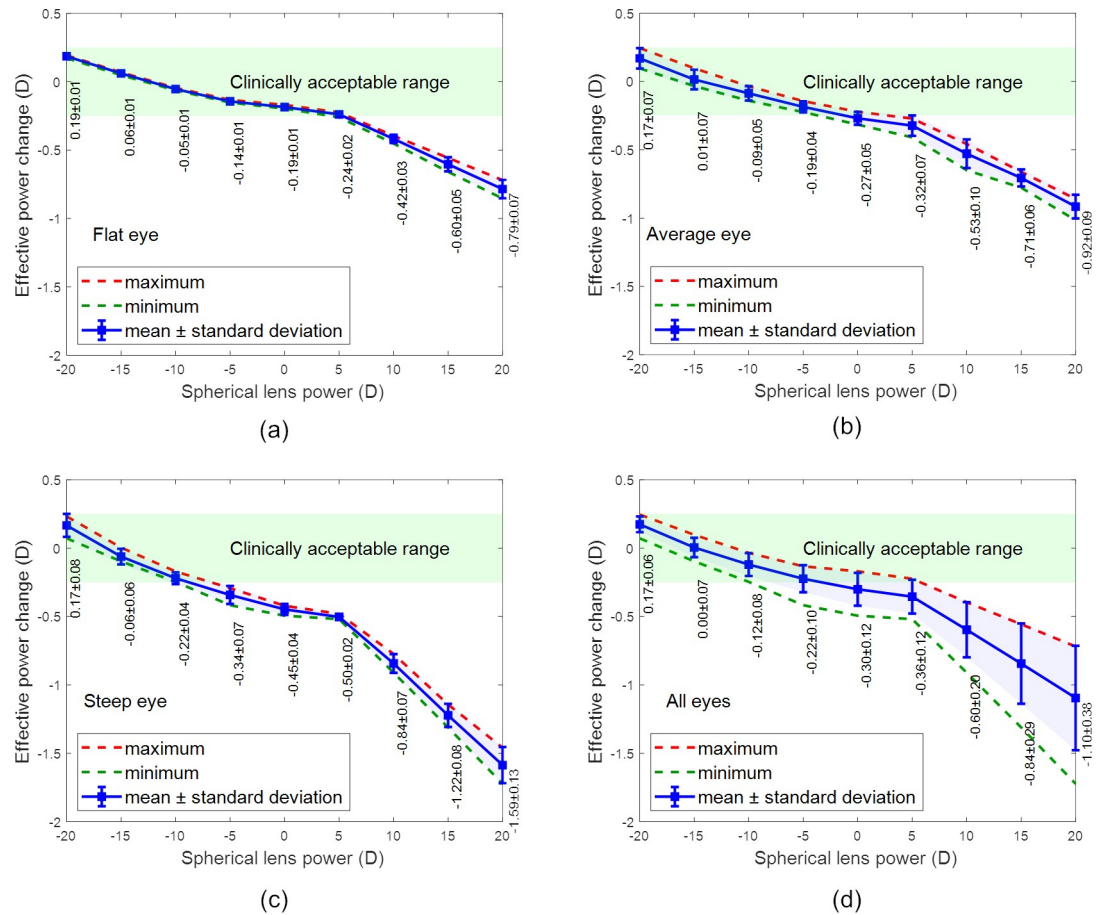 0.5
0
-0.5
-1
-1.5
-2
Effective power change (D)
Clinically acceptable range
0.19±0.01
0.06±0.01
-0.05±0.01
-0.14±0.01
-0.19±0.01
-0.24±0.02
-0.42±0.03
-0.60±0.05
-0.79±0.07
Flat eye
maximum
minimum
mean ± standard deviation
-20 -15 -10 -5 0 5 10 15 20
Spherical lens power (D)
(a)
0.5
0
-0.5
-1
-1.5
-2
Effective power change (D)
Clinically acceptable range
0.17±0.07
0.01±0.07
-0.09±0.05
-0.19±0.04
-0.27±0.05
-0.32±0.07
-0.53±0.10
-0.71±0.06
-0.92±0.09
Average eye
maximum
minimum
mean ± standard deviation
-20 -15 -10 -5 0 5 10 15 20
Spherical lens power (D)
(b)
0.5
0
-0.5
-1
-1.5
-2
Effective power change (D)
Clinically acceptable range
0.17±0.08
-0.06±0.06
-0.22±0.04
-0.34±0.07
-0.45±0.04
-0.50±0.02
-0.84±0.07
-1.22±0.08
-1.59±0.13
Steep eye
maximum
minimum
mean ± standard deviation
-20 -15 -10 -5 0 5 10 15 20
Spherical lens power (D)
(c)
0.5
0
-0.5
-1
-1.5
-2
Effective power change (D)
Clinically acceptable range
0.17±0.06
0.00±0.07
-0.12±0.08
-0.22±0.10
-0.30±0.12
-0.36±0.12
-0.60±0.20
-0.84±0.29
-1.10±0.38
All eyes
maximum
minimum
mean ± standard deviation
-20 -15 -10 -5 0 5 10 15 20
Spherical lens power (D)
(d)